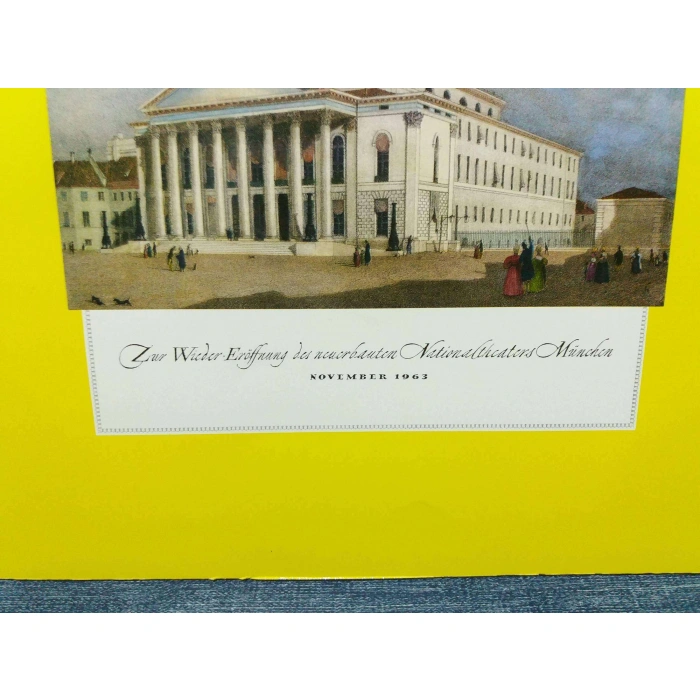 Zur Wieder-Eröffnung des neuerbauten Nationaltheaters München
NOVEMBER 1963